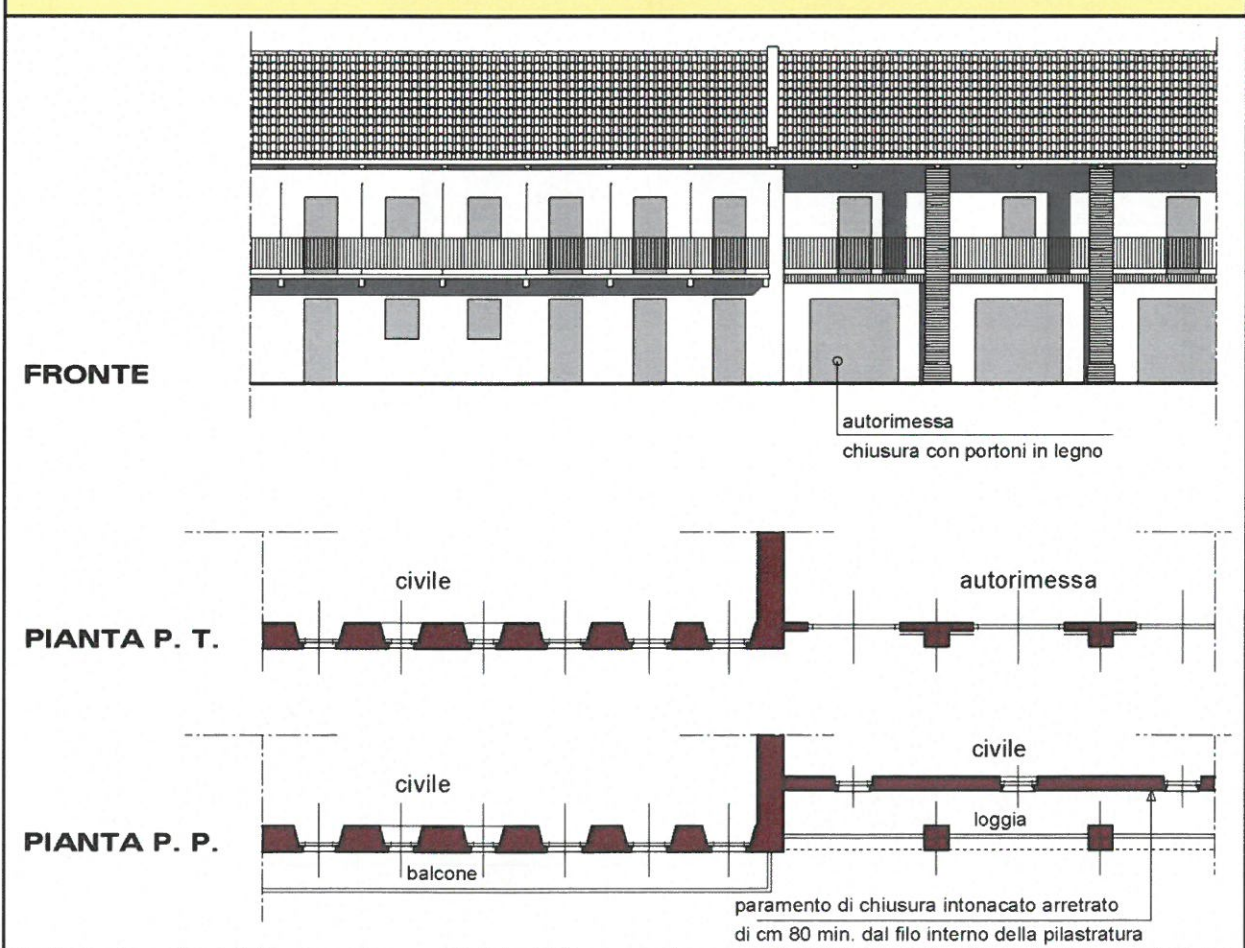 FRONTE
autorimessa
chiusura con portoni in legno
civile
autorimessa
PIANTA P. T.
civile
civile
loggia
PIANTA P. P.
balcone
paramento di chiusura intonacato arretrato
di cm 80 min. dal filo interno della pilastratura